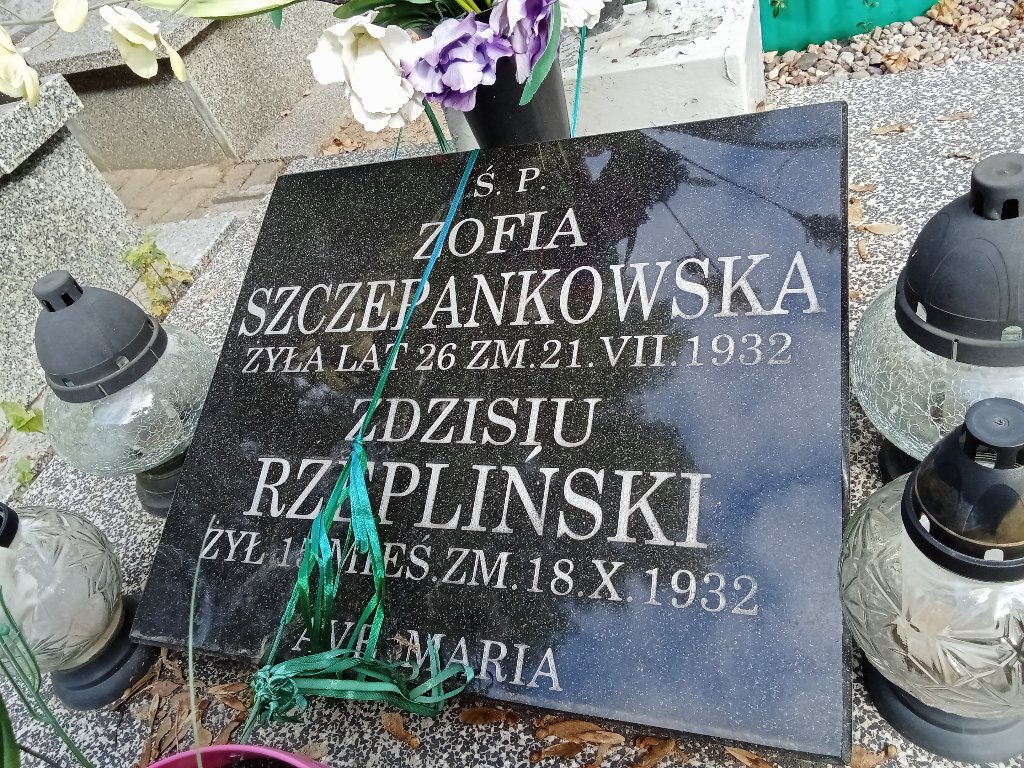 Ś. P.
ZOFIA
SZCZEPANKOWSKA
ŻYŁA LAT 26 ZM.21.VII.1932
ZDZISIU
RZEPLIŃSKI
ŻYŁ MIEŚ.ZM.18.X.1932
AVE MARIA